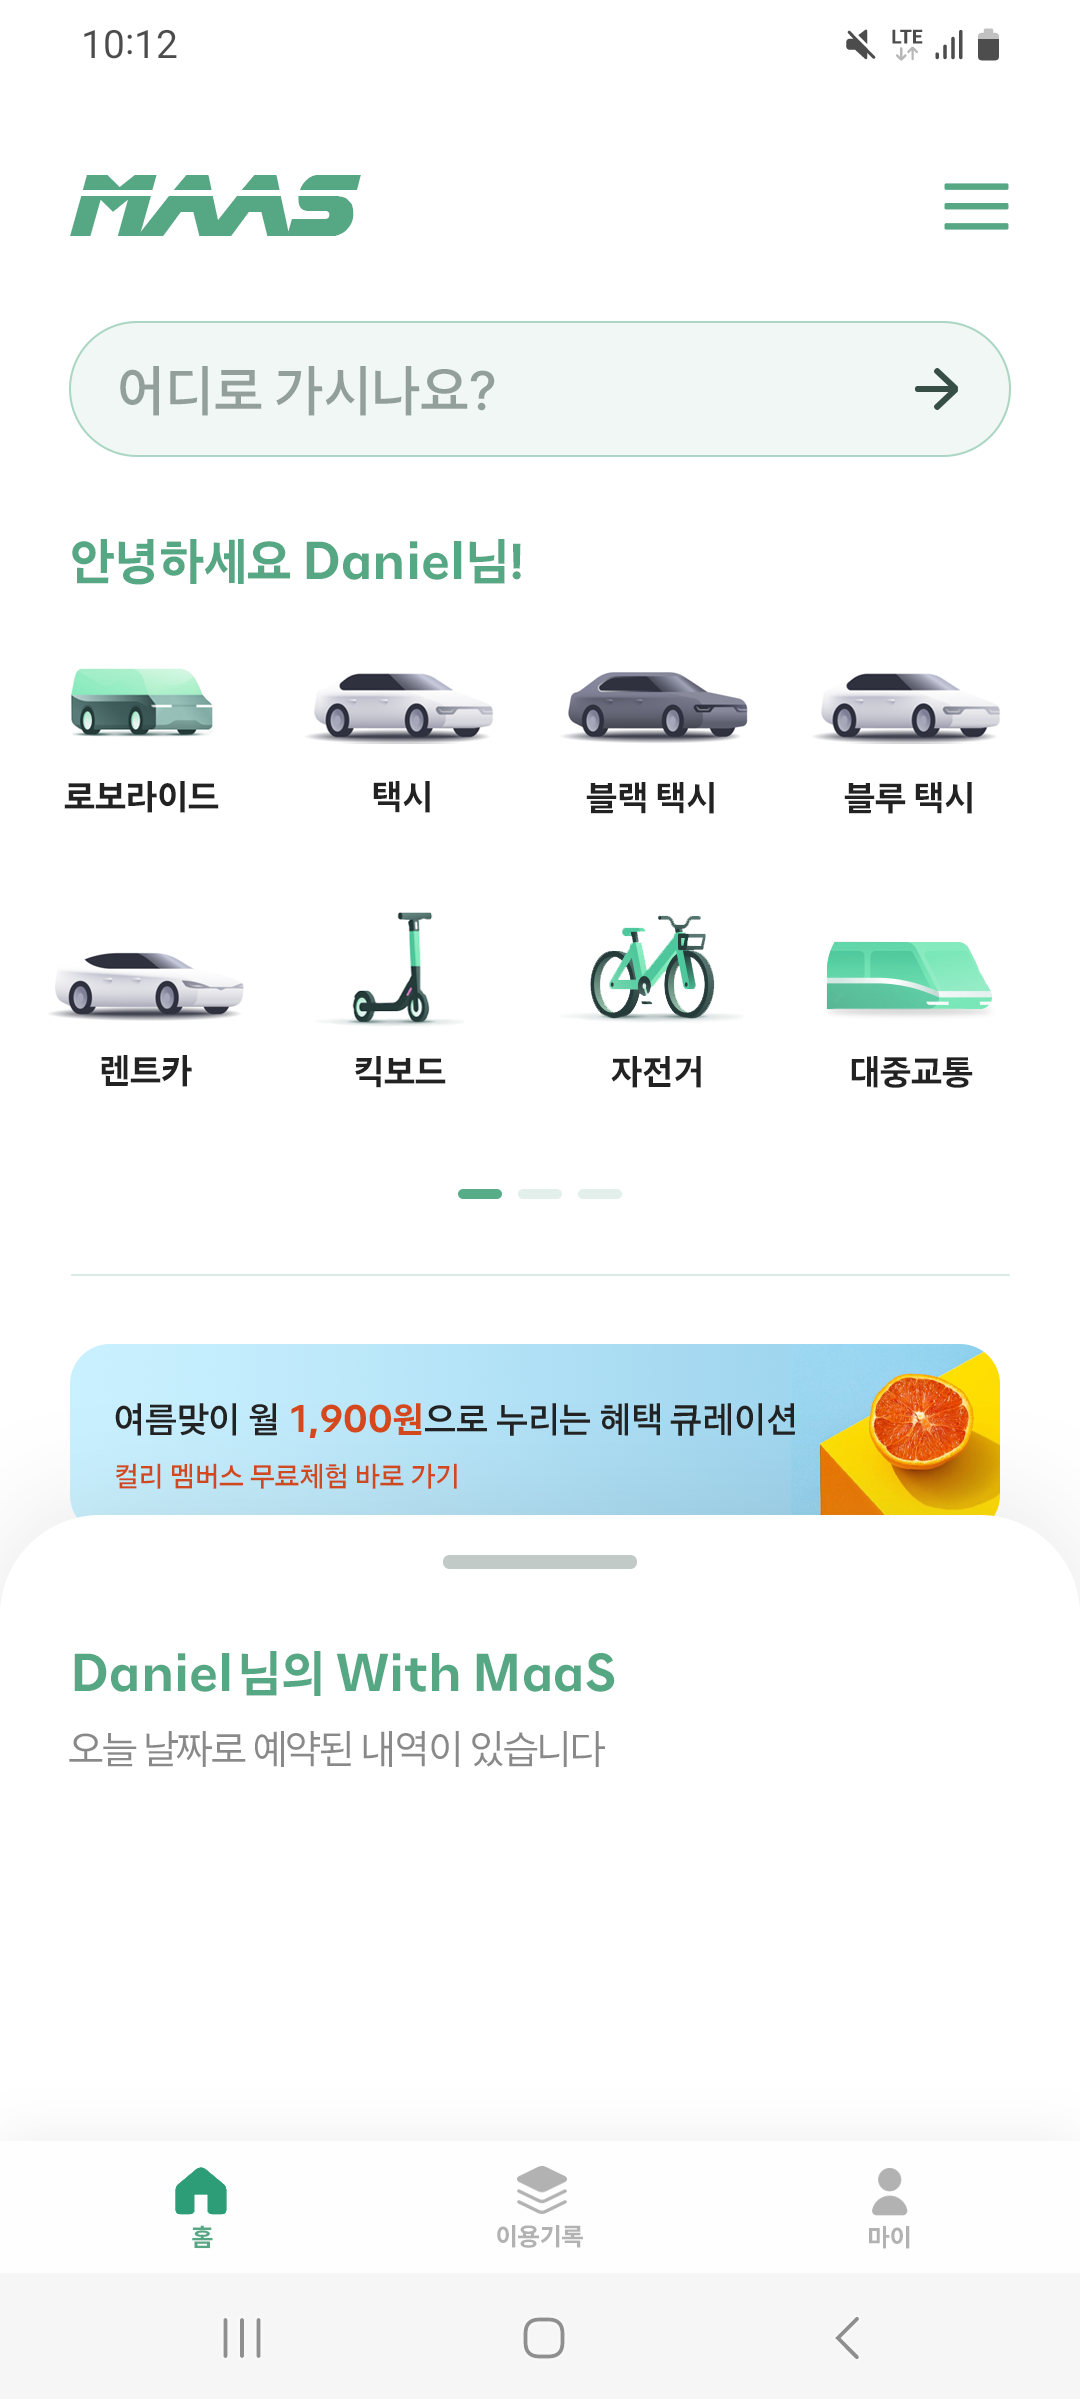 10:12
LTE
MAAS
어디로 가시나요?
안녕하세요 Daniel님!
로보라이드
택시
블랙 택시
블루 택시
렌트카
킥보드
자전거
대중교통
여름맞이 월 1,900원으로 누리는 혜택 큐레이션
컬리 멤버스 무료체험 바로 가기
Daniel님의 With MaaS
오늘 날짜로 예약된 내역이 있습니다
홈
이용기록
마이